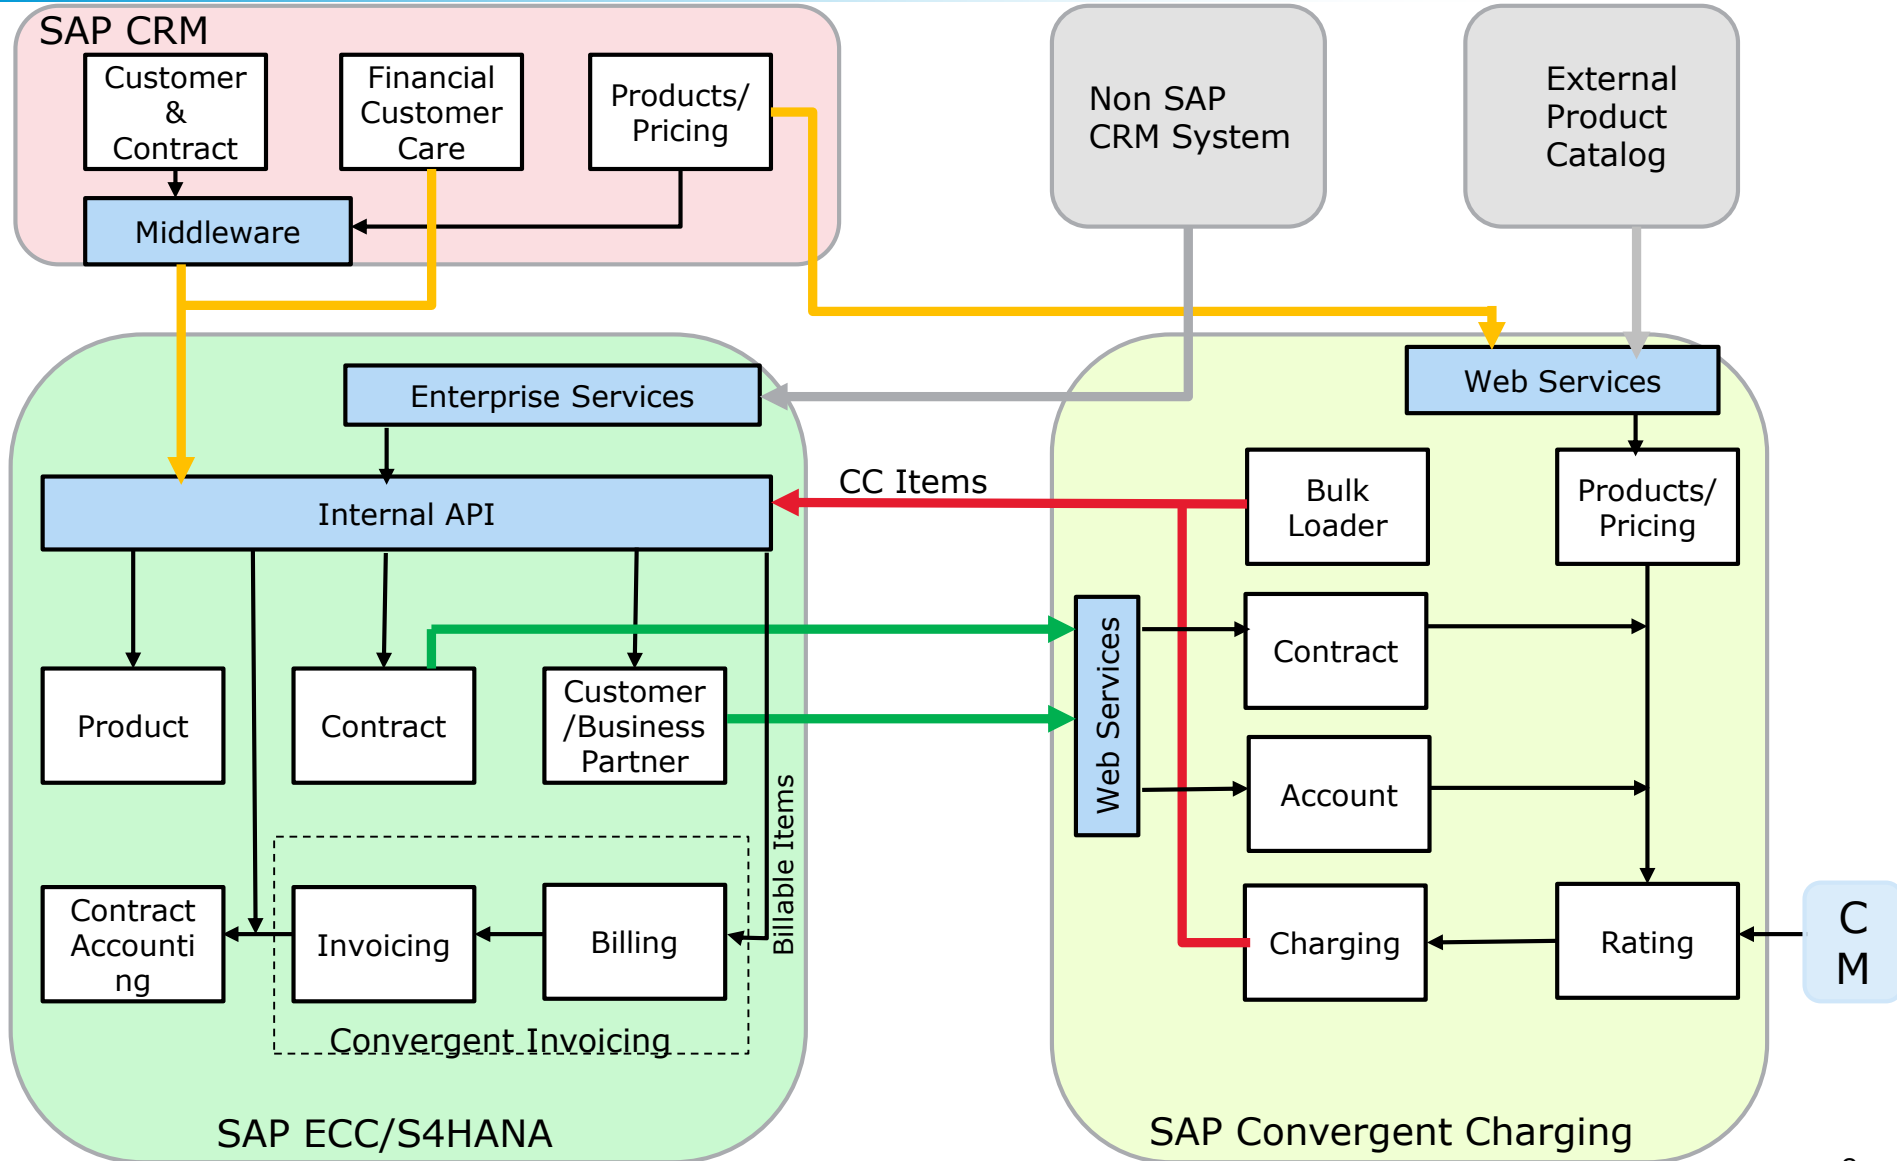 SAP CRM
Customer
&
Contract
Financial
Customer
Care
Products/
Pricing
Middleware
Non SAP
CRM System
External
Product
Catalog
Enterprise Services
Internal API
CC Items
Web Services
Bulk
Loader
Products/
Pricing
Product
Contract
Customer
/Business
Partner
Billable Items
Web Services
Contract
Account
Contract
Accounti
ng
Invoicing
Billing
Convergent Invoicing
Charging
Rating
C
M
SAP ECC/S4HANA
SAP Convergent Charging